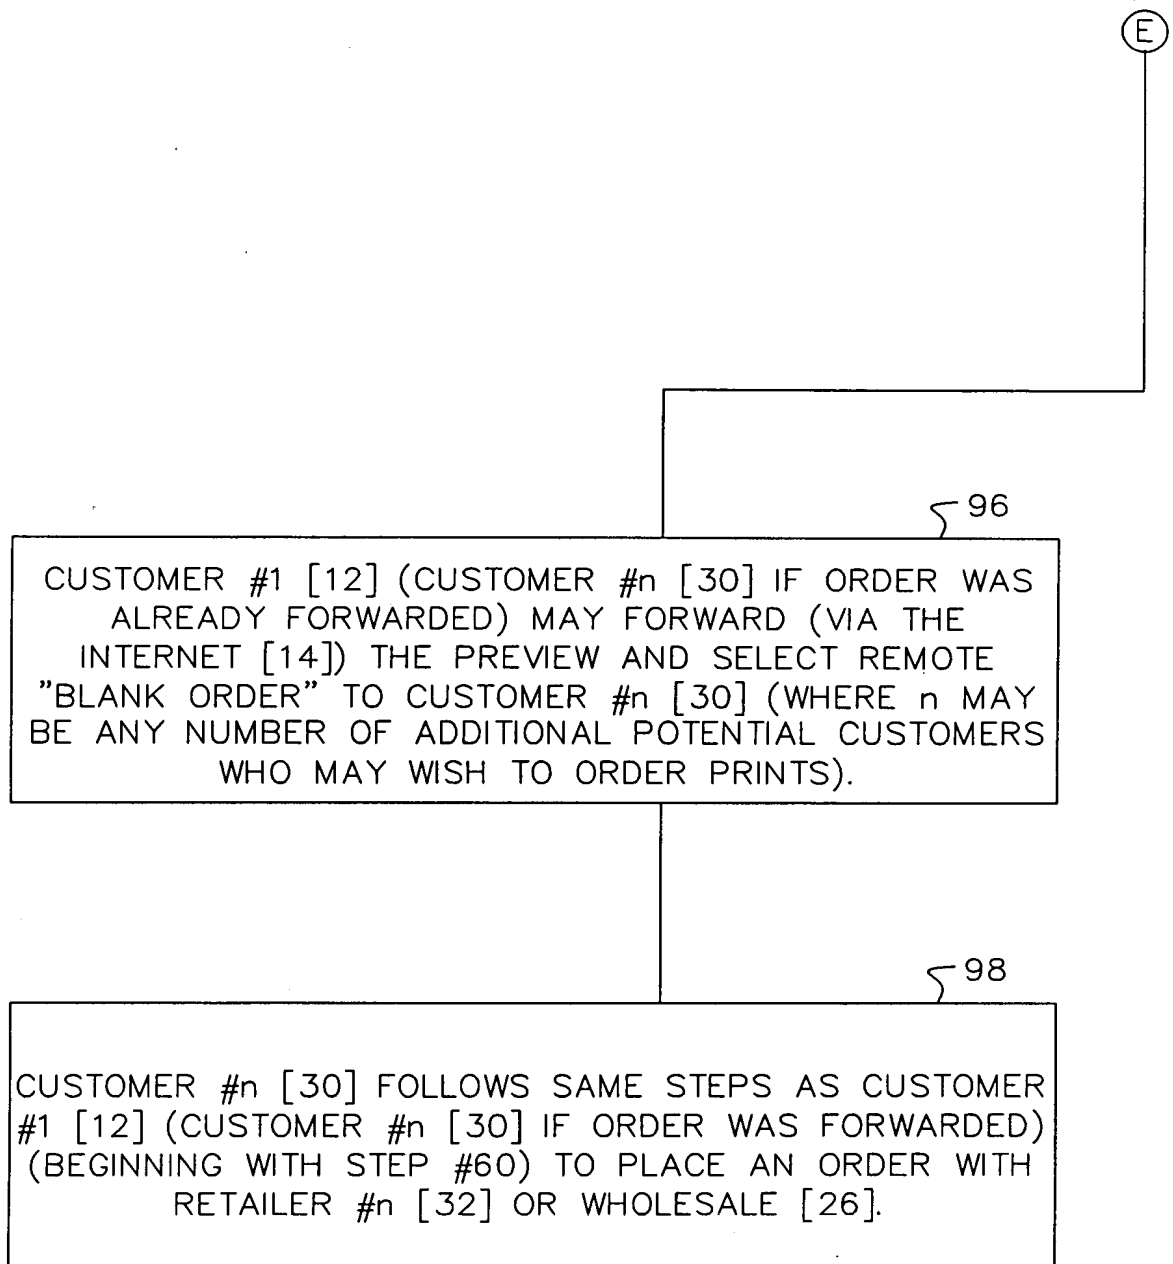 E
96
CUSTOMER #1 [12] (CUSTOMER #n [30] IF ORDER WAS
ALREADY FORWARDED) MAY FORWARD (VIA THE
INTERNET [14]) THE PREVIEW AND SELECT REMOTE
"BLANK ORDER" TO CUSTOMER #n [30] (WHERE n MAY
BE ANY NUMBER OF ADDITIONAL POTENTIAL CUSTOMERS
WHO MAY WISH TO ORDER PRINTS).
98
CUSTOMER #n [30] FOLLOWS SAME STEPS AS CUSTOMER
#1 [12] (CUSTOMER #n [30] IF ORDER WAS FORWARDED)
(BEGINNING WITH STEP #60) TO PLACE AN ORDER WITH
RETAILER #n [32] OR WHOLESALE [26].